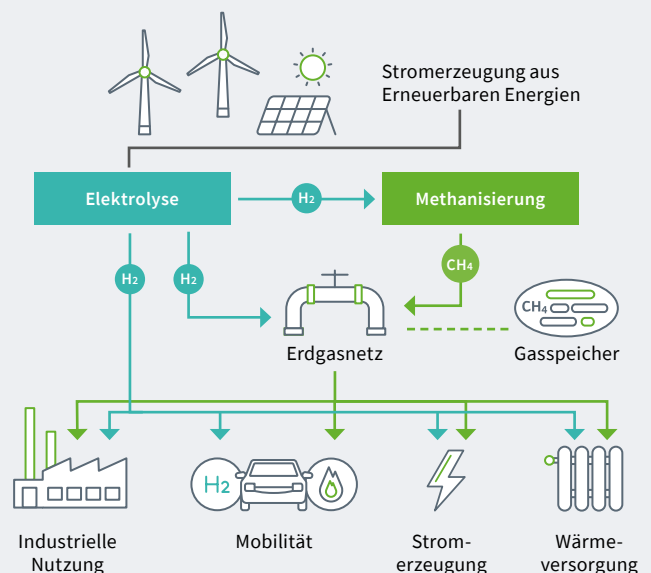 Stromerzeugung aus
Erneuerbaren Energien
Elektrolyse
H2
Methanisierung
H2
H2
CH4
CH4
Erdgasnetz
Gasspeicher
H2
Industrielle
Nutzung
Mobilität
Strom-
erzeugung
Wärme-
versorgung